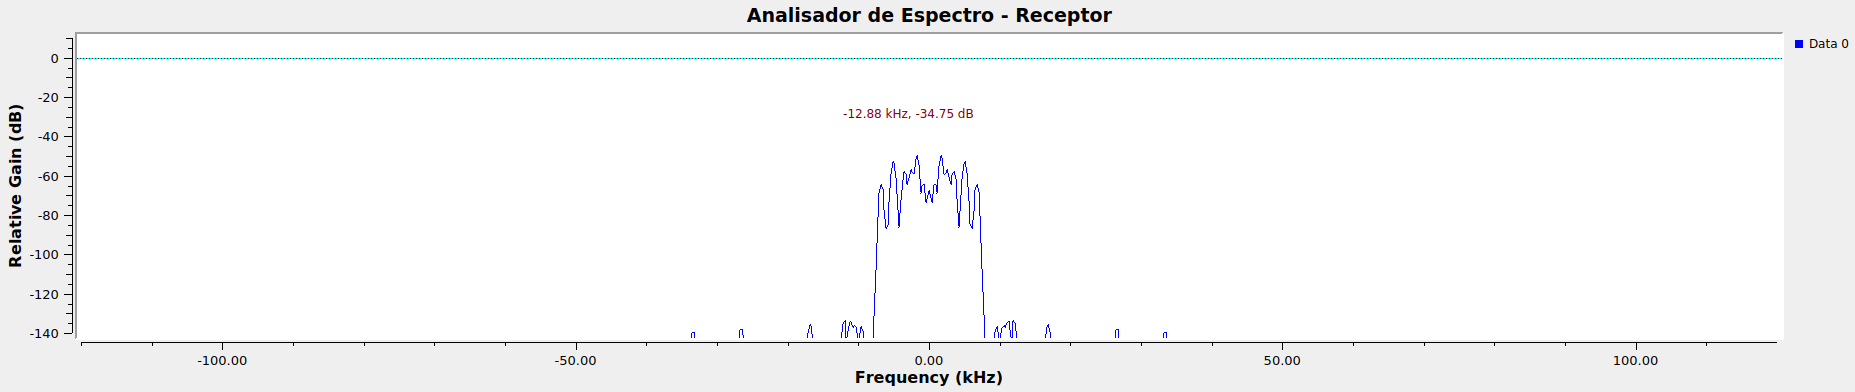 Analisador de Espectro - Receptor
Data 0
Relative Gain (dB)
0
-20
-40
-60
-80
-100
-120
-140
-12.88 kHz, -34.75 dB
-100.00
-50.00
0.00
50.00
100.00
Frequency (kHz)